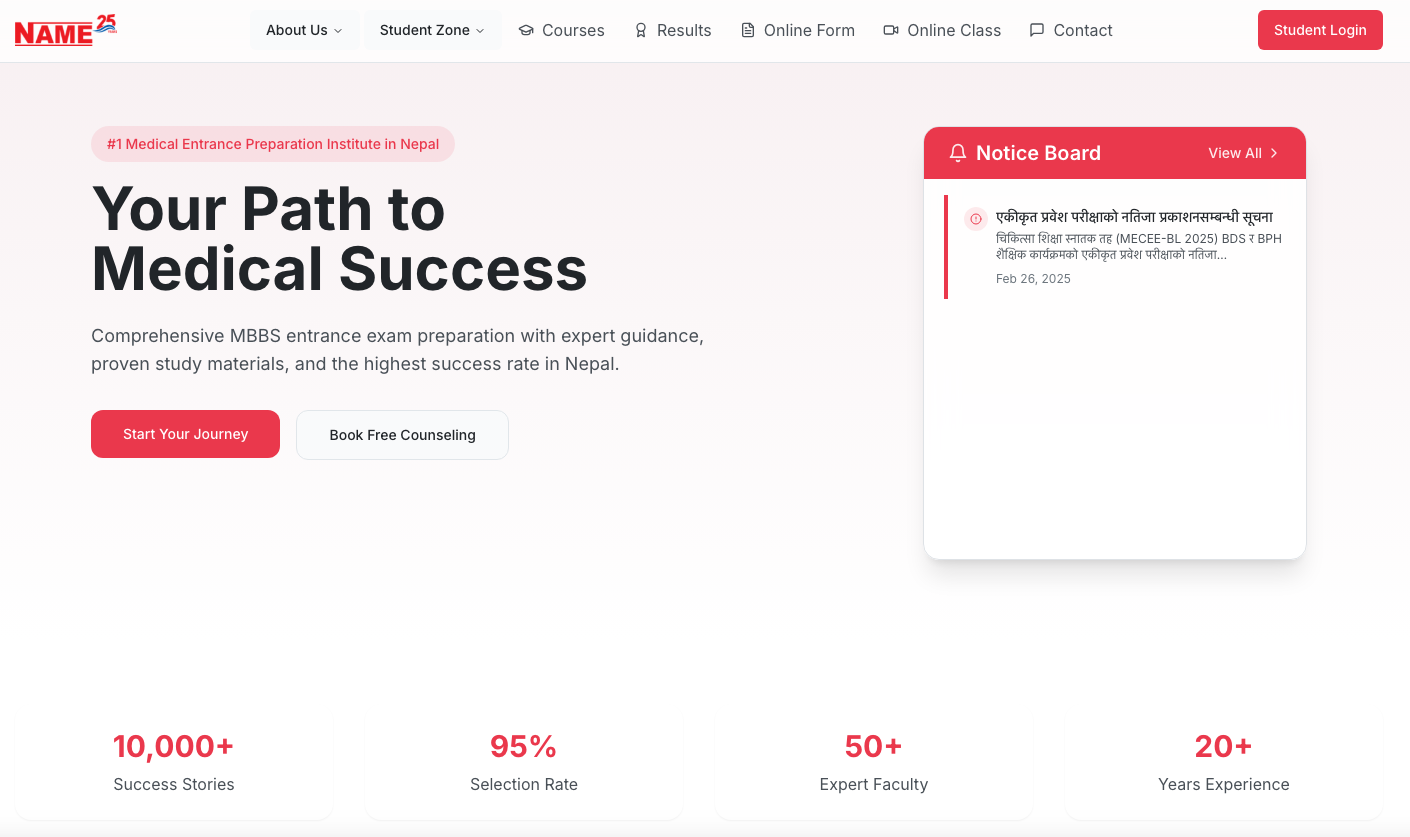 NAME 25
About Us
Student Zone
Courses
Results
Online Form
Online Class
Contact
Student Login
#1 Medical Entrance Preparation Institute in Nepal
Your Path to
Medical Success
Comprehensive MBBS entrance exam preparation with expert guidance,
proven study materials, and the highest success rate in Nepal.
Start Your Journey
Book Free Counseling
Notice Board
View All
एकीकृत प्रवेश परीक्षाको नतिजा प्रकाशनसम्बन्धी सूचना
चिकित्सा शिक्षा स्नातक तह (MECEE-BL 2025) BDS र BPH
शैक्षिक कार्यक्रमको एकीकृत प्रवेश परीक्षाको नतिजा...
Feb 26, 2025
10,000+
Success Stories
95%
Selection Rate
50+
Expert Faculty
20+
Years Experience